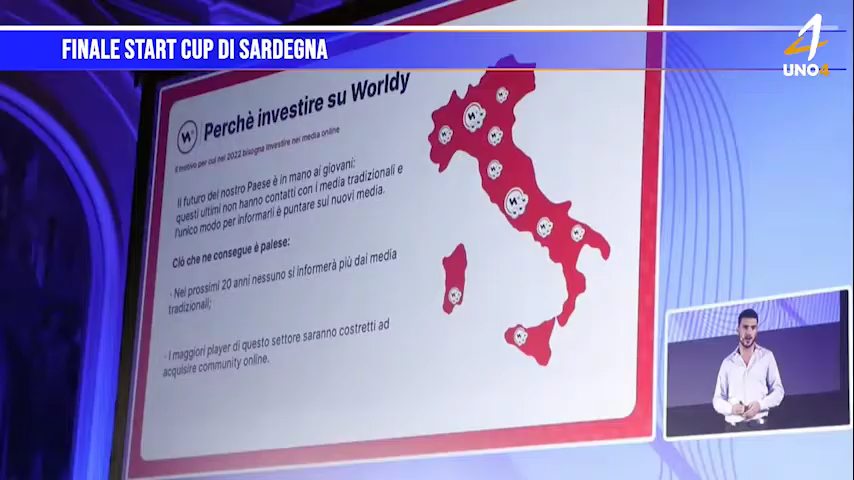 FINALE START CUP DI SARDEGNA
UNO4
Perchè investire su Worldy
Il motivo per cui nel 2022 bisogna investire nei media online
Il futuro del nostro Paese è in mano ai giovani:
questi ultimi non hanno contatti con i media tradizionali e
l'unico modo per informarli è puntare sui nuovi media.
Ciò che ne consegue è palese:
- Nei prossimi 20 anni nessuno si informerà più dai media
tradizionali;
- I maggiori player di questo settore saranno costretti ad
acquisire community online.